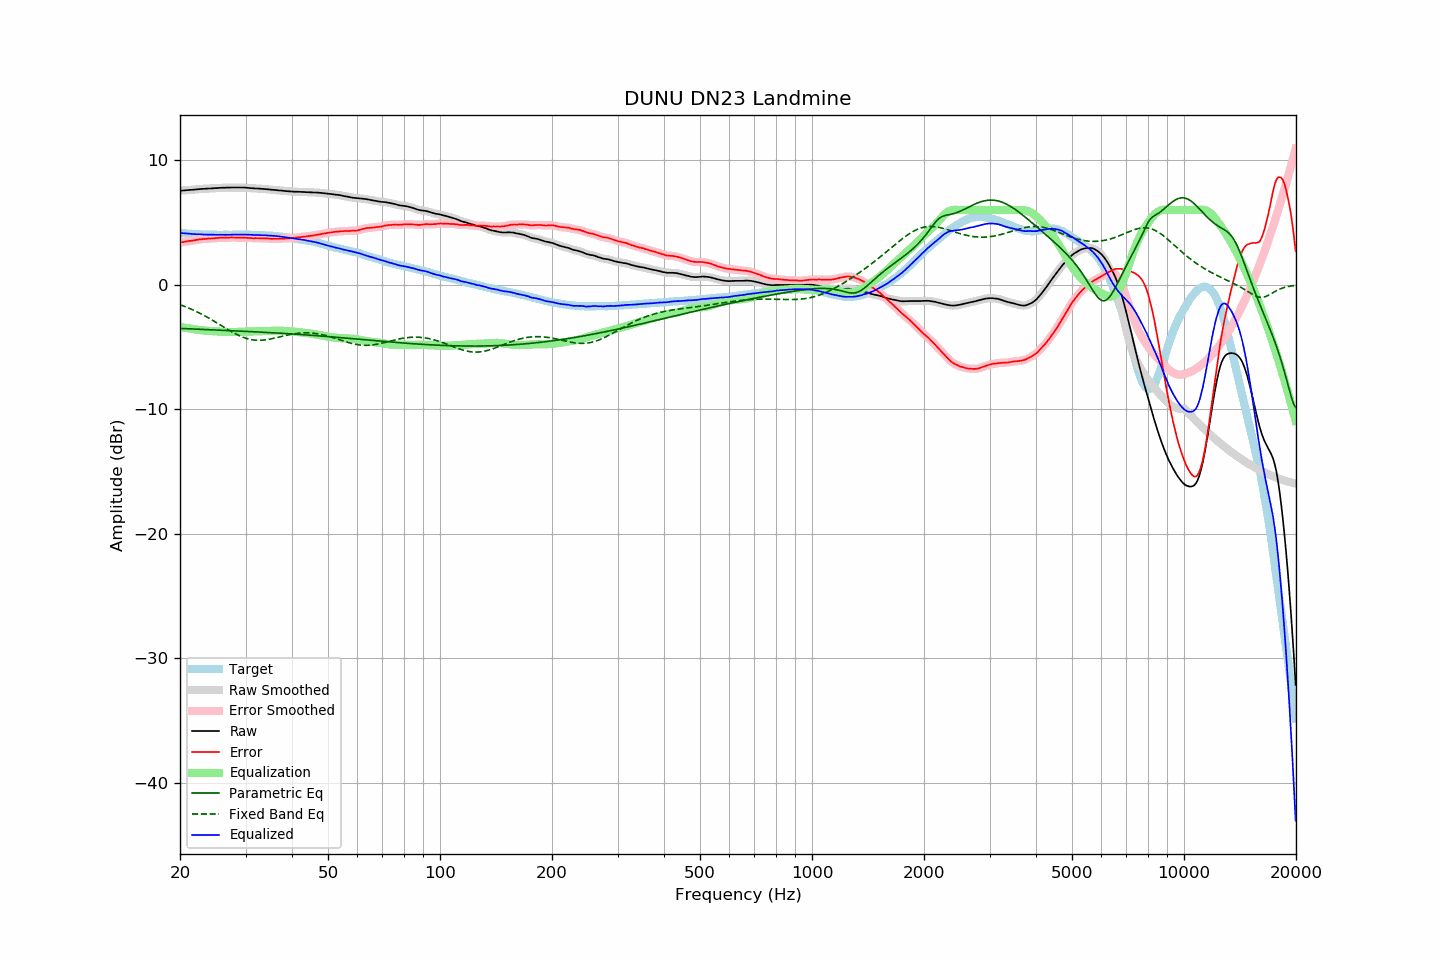 DUNU DN23 Landmine
10
0
−10
−20
−30
−40
Amplitude (dBr)
Target
Raw Smoothed
Error Smoothed
Raw
Error
Equalization
Parametric Eq
Fixed Band Eq
Equalized
20 50 100 200 500 1000 2000 5000 10000 20000
Frequency (Hz)